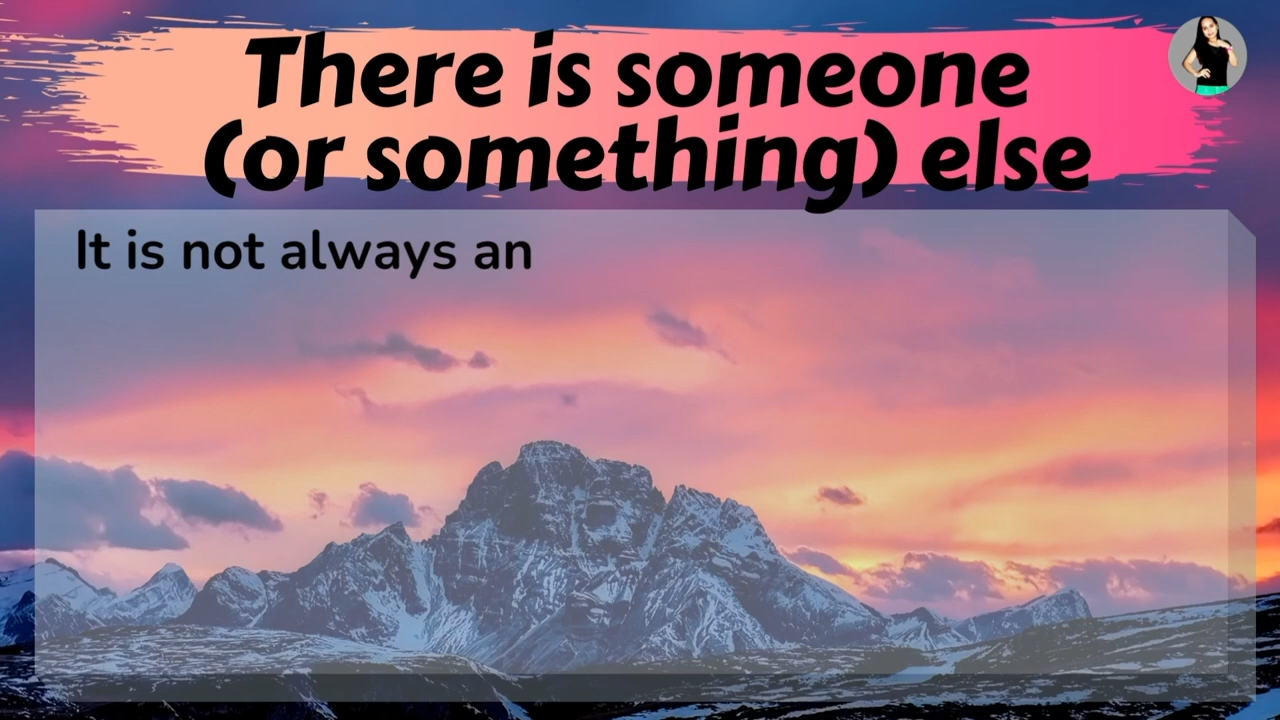 There is someone
(or something) else
It is not always an